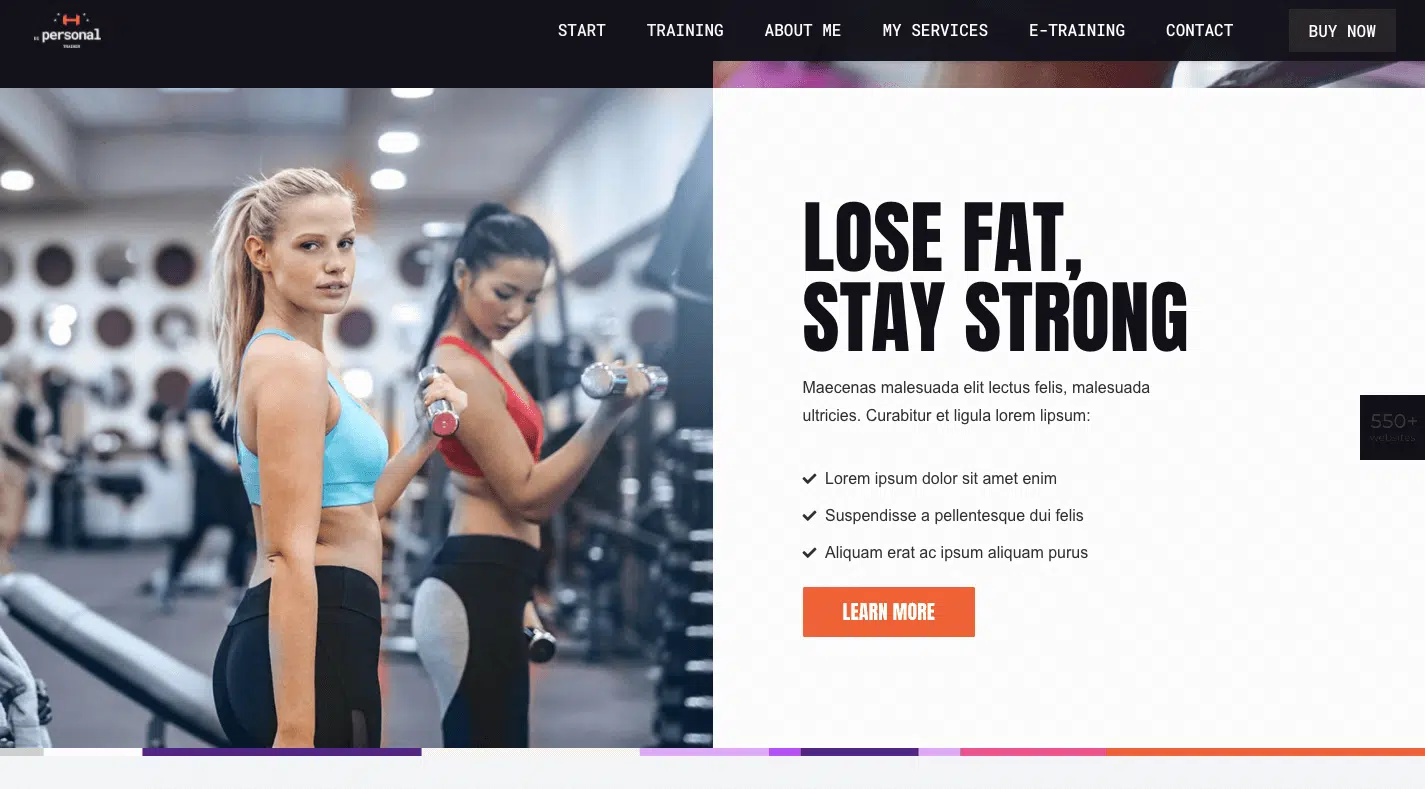 BE personal
TRAINER
START TRAINING ABOUT ME MY SERVICES E-TRAINING CONTACT BUY NOW
LOSE FAT,
STAY STRONG
Maecenas malesuada elit lectus felis, malesuada
ultricies. Curabitur et ligula lorem lipsum:
Lorem ipsum dolor sit amet enim
Suspendisse a pellentesque dui felis
Aliquam erat ac ipsum aliquam purus
LEARN MORE
550+
websites